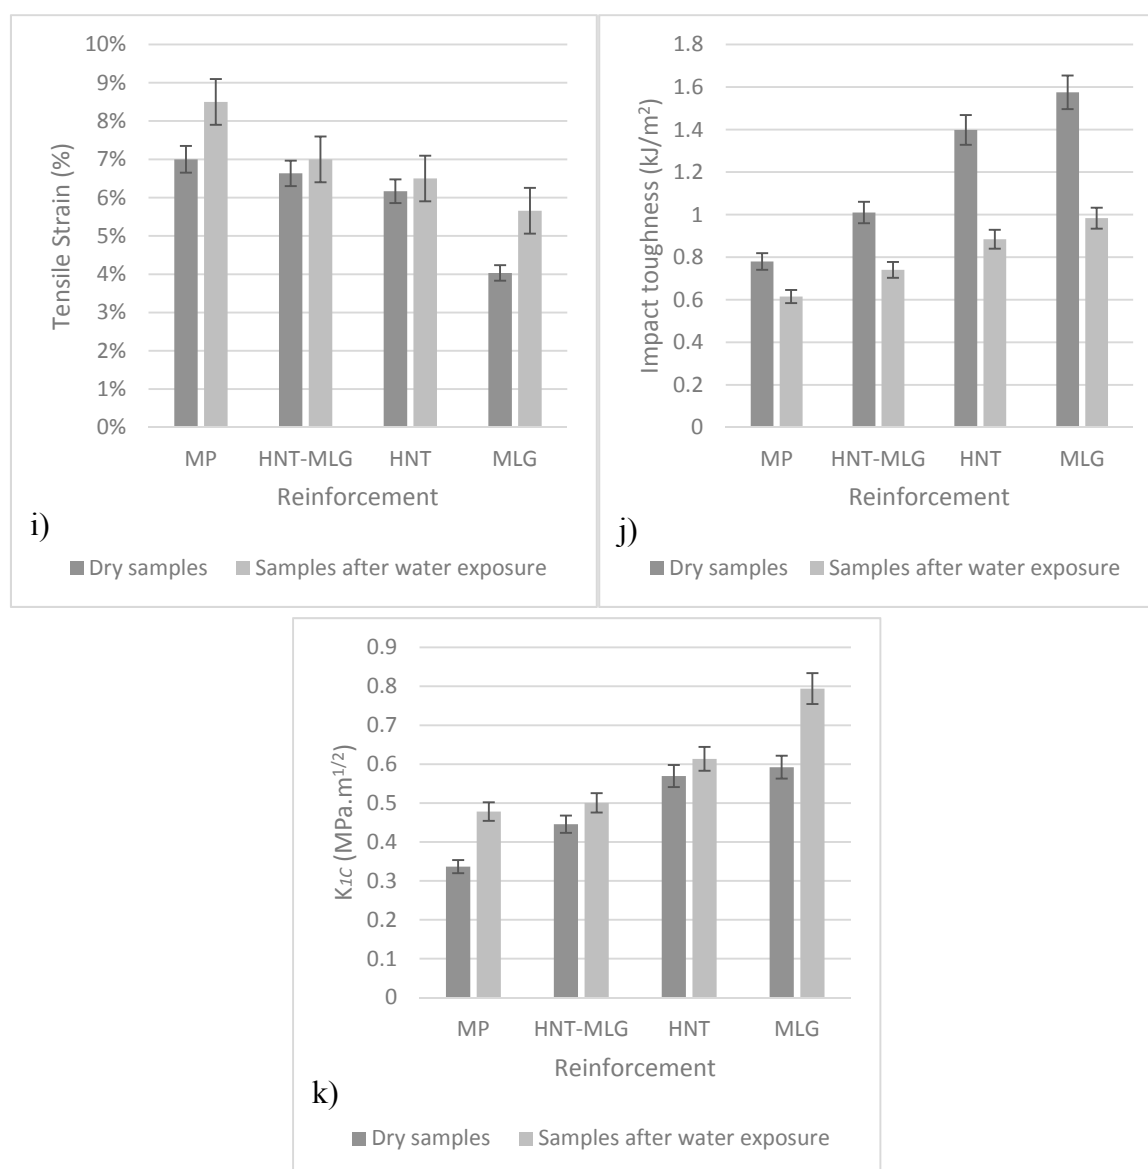 10%
9%
8%
7%
6%
5%
4%
3%
2%
1%
0%
Tensile Strain (%)
MP HNT-MLG HNT MLG
Reinforcement
i)
Dry samples Samples after water exposure
1.8
1.6
1.4
1.2
1
0.8
0.6
0.4
0.2
0
Impact toughness (kJ/m²)
MP HNT-MLG HNT MLG
Reinforcement
j)
Dry samples Samples after water exposure
0.9
0.8
0.7
0.6
0.5
0.4
0.3
0.2
0.1
0
K1c (MPa.m1/2)
MP HNT-MLG HNT MLG
Reinforcement
k)
Dry samples Samples after water exposure